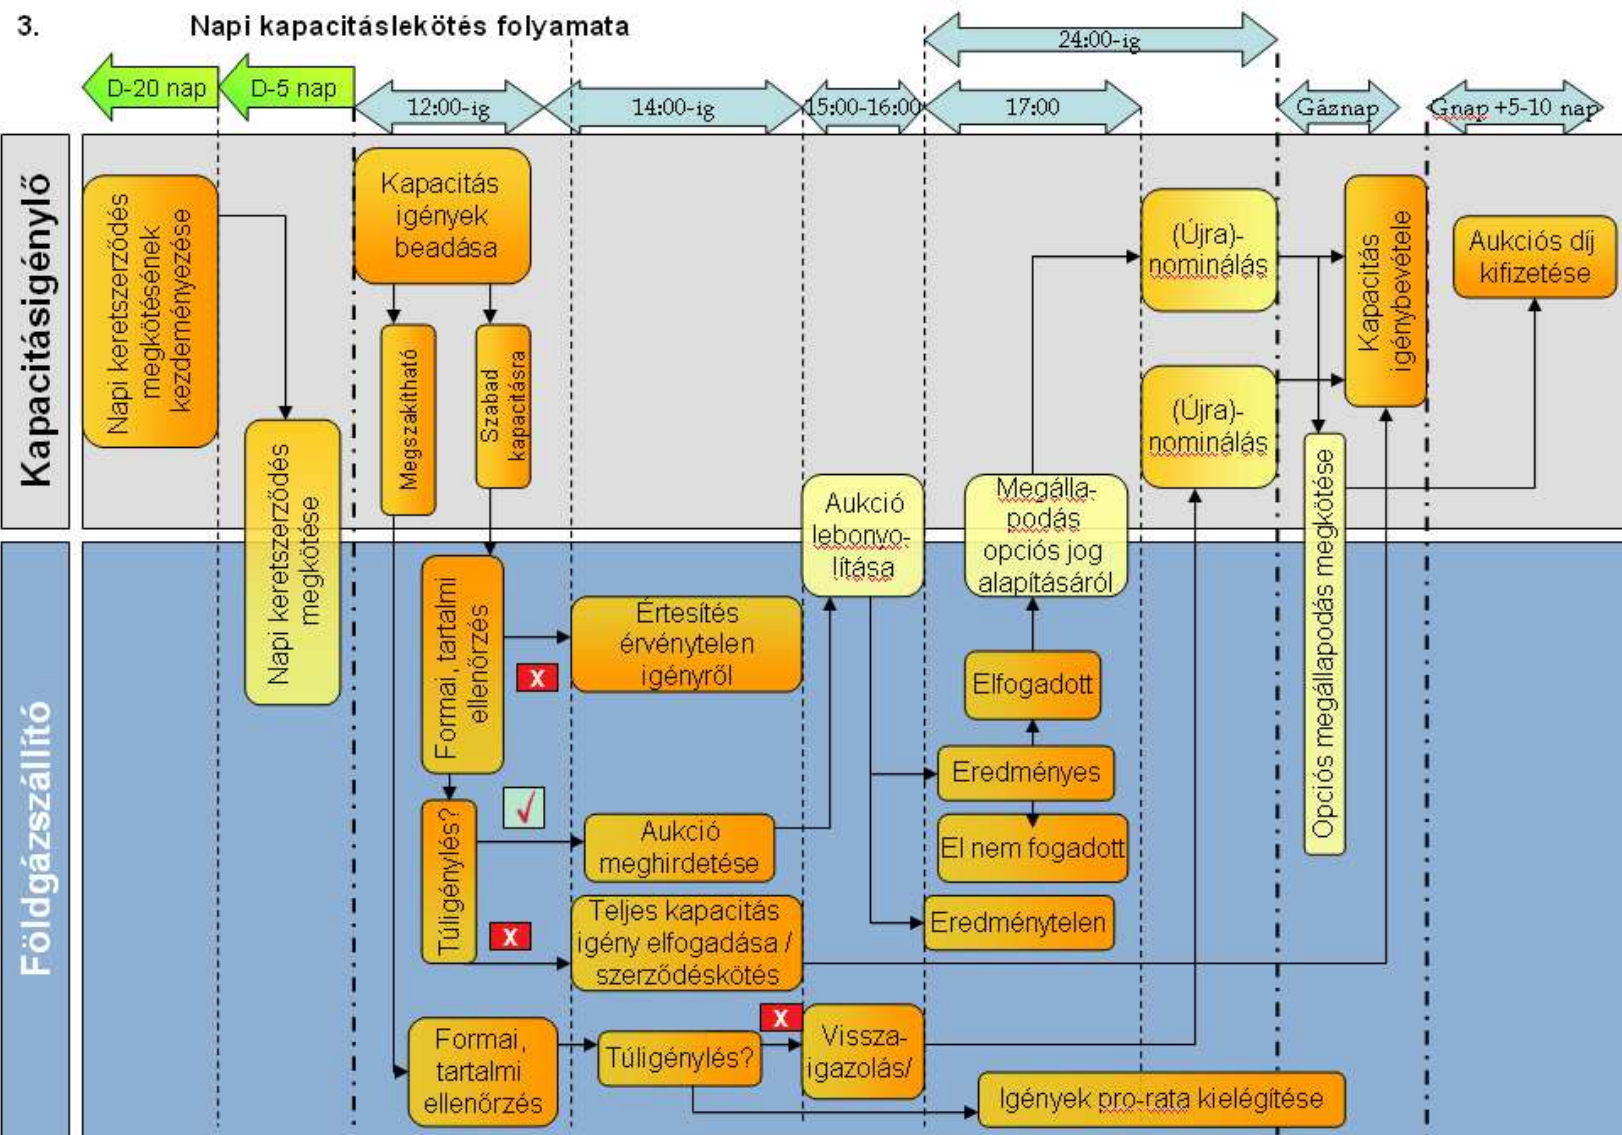 3.
Napi kapacitáslekötés folyamata
24:00-ig
D-20 nap
D-5 nap
12:00-ig
14:00-ig
15:00-16:00
17:00
Gáznap
Gnap +5-10 nap
Kapacitásigénylő
Napi keretszerződés
megkötésének
kezdeményezése
Napi keretszerződés
megkötése
Kapacitás
igények
beadása
Megszakítható
Szabad
kapacitásra
(Újra)-
nominálás
(Újra)-
nominálás
Kapacitás
igénybevétele
Aukciós díj
kifizetése
Aukció
lebonyo-
lítása
Megálla-
podás
opciós jog
alapításáról
Opciós megállapodás megkötése
Földgázszállító
Formai, tartalmi
ellenőrzés
X
Értesítés
érvénytelen
igényről
Elfogadott
Eredményes
El nem fogadott
Eredménytelen
Túligénylés?
√
Aukció
meghirdetése
X
Teljes kapacitás
igény elfogadása /
szerződéskötés
Formai,
tartalmi
ellenőrzés
Túligénylés?
X
Vissza-
igazolás/
Igények pro-rata kielégítése